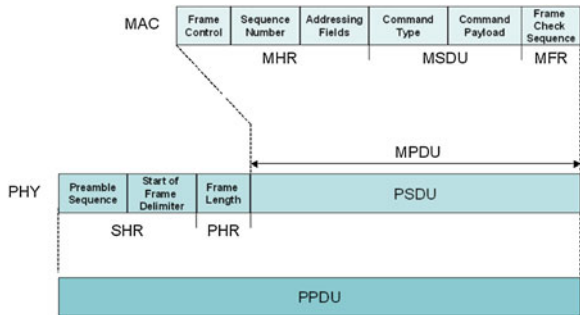 MAC
Frame Control
Sequence Number
Addressing Fields
Command Type
Command Payload
Frame Check Sequence
MHR
MSDU
MFR
MPDU
PHY
Preamble Sequence
Start of Frame Delimiter
Frame Length
PSDU
SHR
PHR
PPDU